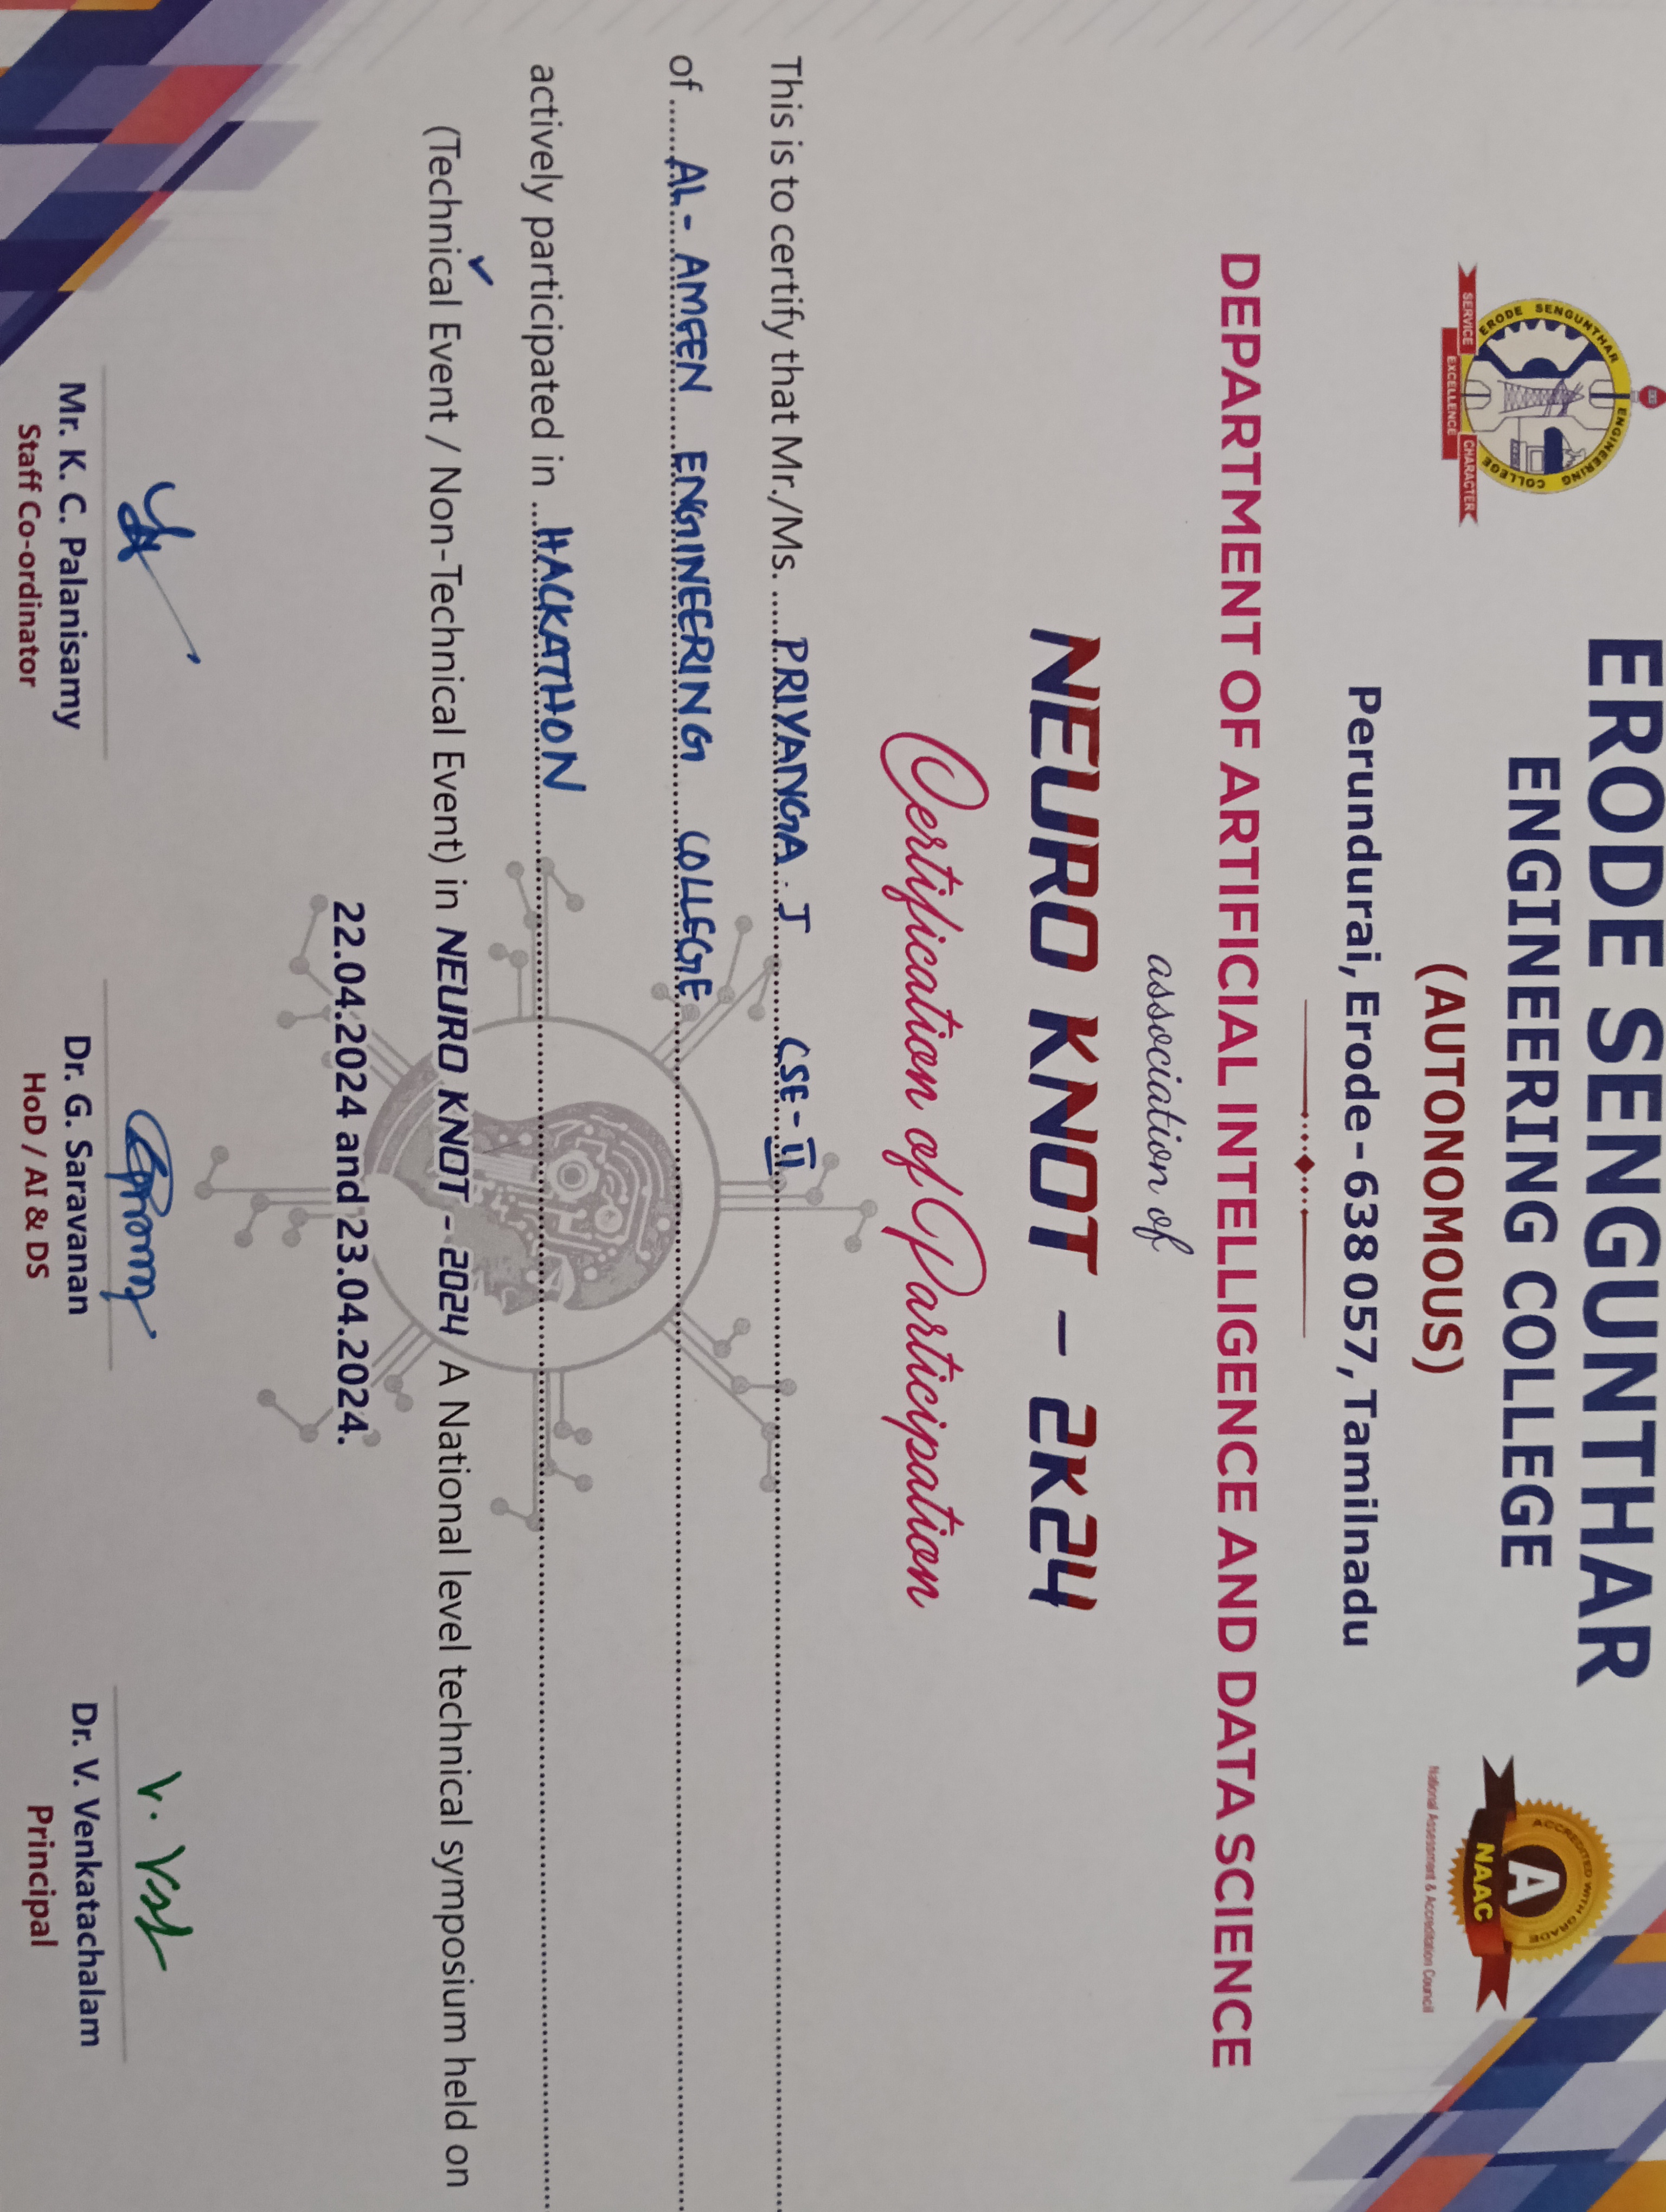 ERODE SENGUNTHAR ENGINEERING COLLEGE
SERVICE
EXCELLENCE
CHARACTER
ERODE SENGUNTHAR
ENGINEERING COLLEGE
(AUTONOMOUS)
Perundurai, Erode - 638 057, Tamilnadu
ACCREDITED WITH GRADE
A
NAAC
National Assessment & Accreditation Council
DEPARTMENT OF ARTIFICIAL INTELLIGENCE AND DATA SCIENCE
association of
NEURO KNOT - 2K24
Certification of Participation
This is to certify that Mr./Ms. PRIYANGA . J CSE - II
of AL - AMEEN ENGINEERING COLLEGE
actively participated in HACKATHON
(Technical Event / Non-Technical Event) in NEURO KNOT - 2024 A National level technical symposium held on
22.04.2024 and 23.04.2024.
Mr. K. C. Palanisamy
Staff Co-ordinator
Dr. G. Saravanan
HoD / AI & DS
Dr. V. Venkatachalam
Principal